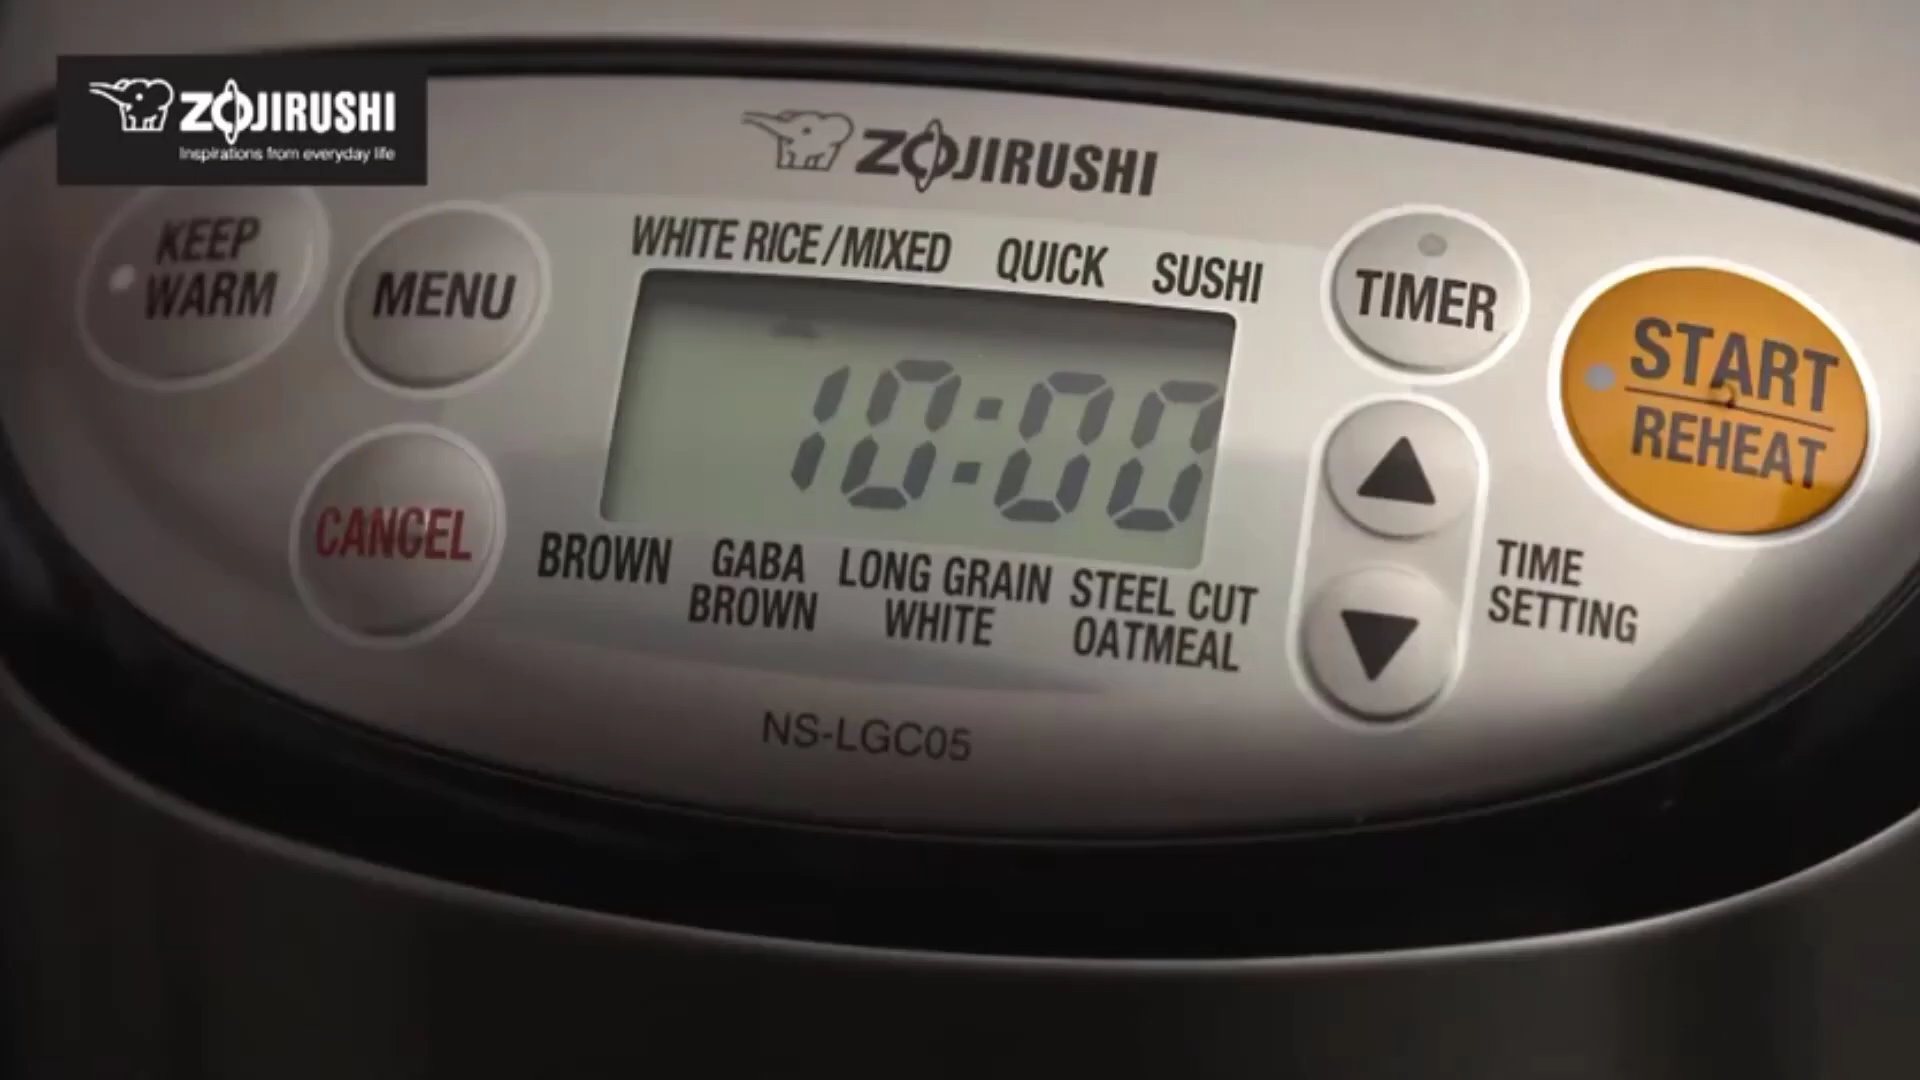 ZOJIRUSHI
Inspirations from everyday life
ZOJIRUSHI
KEEP
WARM
MENU
CANCEL
WHITE RICE/MIXED QUICK SUSHI
10:00
BROWN
GABA
BROWN
LONG GRAIN
WHITE
STEEL CUT
OATMEAL
TIMER
START
REHEAT
TIME
SETTING
NS-LGC05